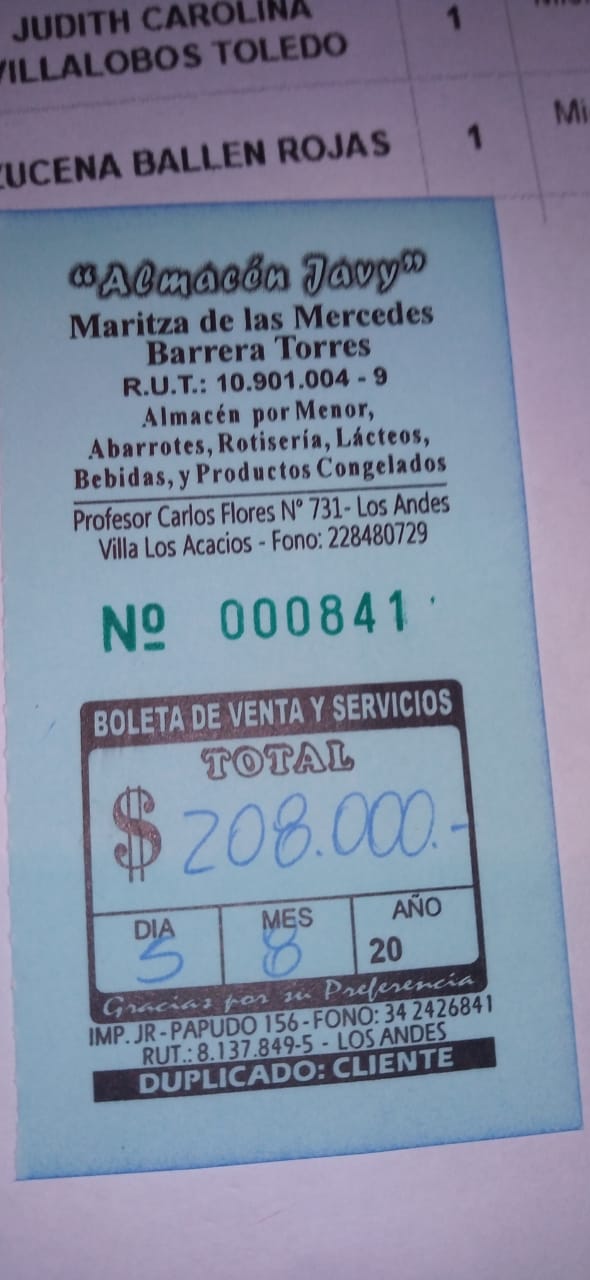 JUDITH CAROLINA
VILLALOBOS TOLEDO
1
ZUCENA BALLEN ROJAS
1
"Almacén Javy"
Maritza de las Mercedes
Barrera Torres
R.U.T.: 10.901.004 - 9
Almacén por Menor,
Abarrotes, Rotisería, Lácteos,
Bebidas, y Productos Congelados
Profesor Carlos Flores Nº 731- Los Andes
Villa Los Acacios - Fono: 228480729
Nº 000841
BOLETA DE VENTA Y SERVICIOS
TOTAL
$ 208.000.-
DIA MES AÑO
5 8 20
Gracias por su Preferencia
IMP. JR - PAPUDO 156 - FONO: 34 2426841
RUT.: 8.137.849-5 - LOS ANDES
DUPLICADO: CLIENTE